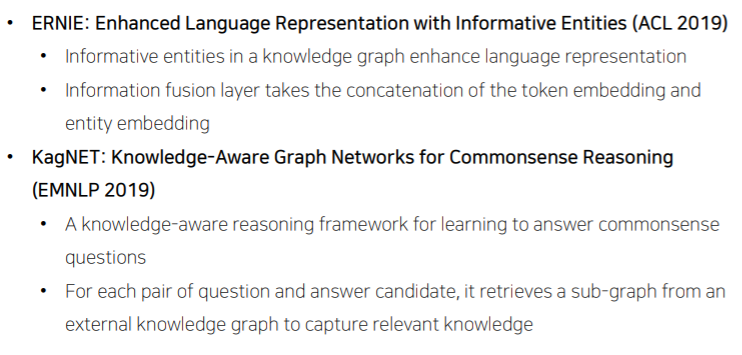 • ERNIE: Enhanced Language Representation with Informative Entities (ACL 2019)
• Informative entities in a knowledge graph enhance language representation
• Information fusion layer takes the concatenation of the token embedding and
entity embedding
• KagNET: Knowledge-Aware Graph Networks for Commonsense Reasoning
(EMNLP 2019)
• A knowledge-aware reasoning framework for learning to answer commonsense
questions
• For each pair of question and answer candidate, it retrieves a sub-graph from an
external knowledge graph to capture relevant knowledge